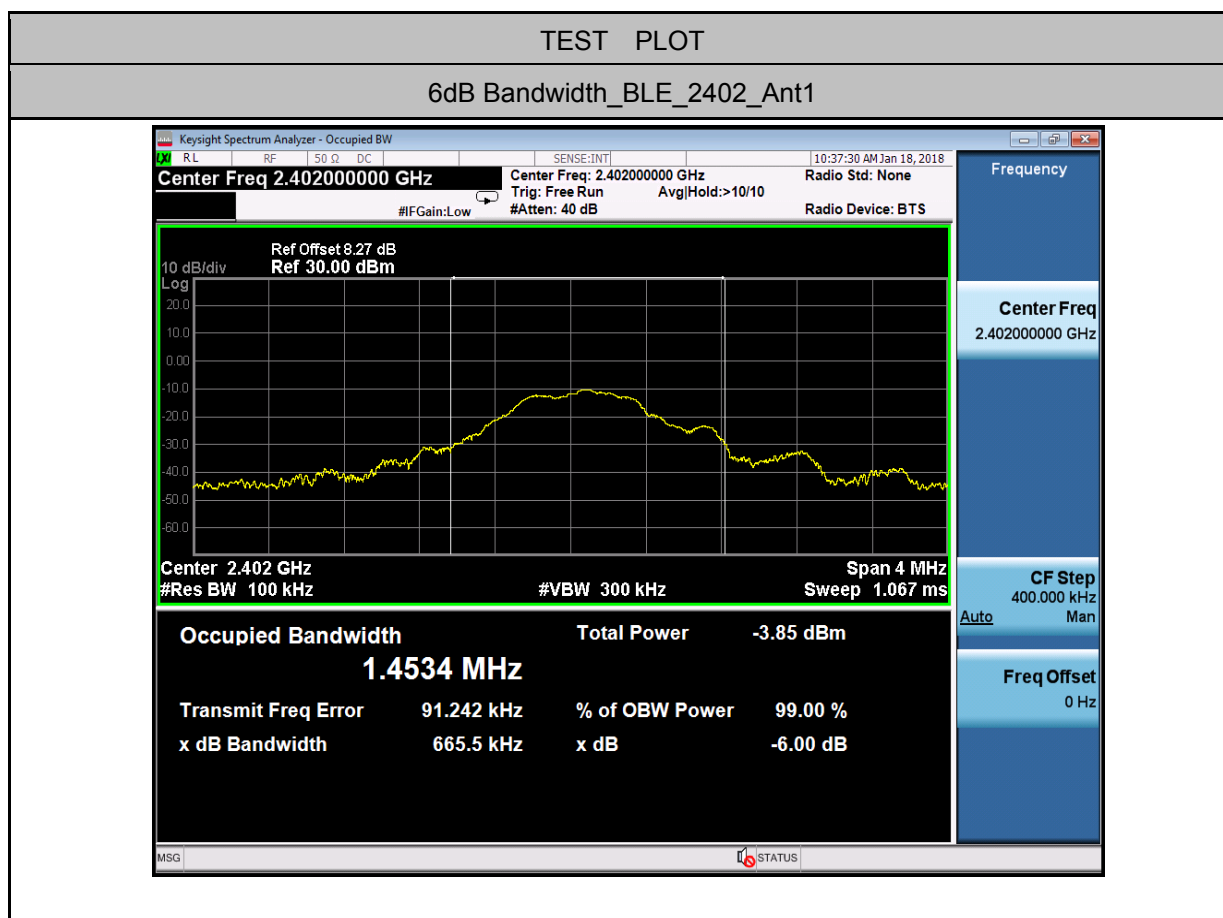 TEST PLOT
6dB Bandwidth_BLE_2402_Ant1
Keysight Spectrum Analyzer - Occupied BW
LXI RL RF 50 Ω DC SENSE:INT 10:37:30 AM Jan 18, 2018
Center Freq 2.402000000 GHz
Center Freq: 2.402000000 GHz Radio Std: None
Trig: Free Run Avg|Hold:>10/10
#IFGain:Low #Atten: 40 dB Radio Device: BTS
Ref Offset 8.27 dB
10 dB/div Ref 30.00 dBm
Log
20.0
10.0
0.00
-10.0
-20.0
-30.0
-40.0
-50.0
-60.0
Center 2.402 GHz Span 4 MHz
#Res BW 100 kHz #VBW 300 kHz Sweep 1.067 ms
Occupied Bandwidth Total Power -3.85 dBm
1.4534 MHz
Transmit Freq Error 91.242 kHz % of OBW Power 99.00 %
x dB Bandwidth 665.5 kHz x dB -6.00 dB
MSG STATUS
Frequency
Center Freq
2.402000000 GHz
CF Step
400.000 kHz
Auto Man
Freq Offset
0 Hz